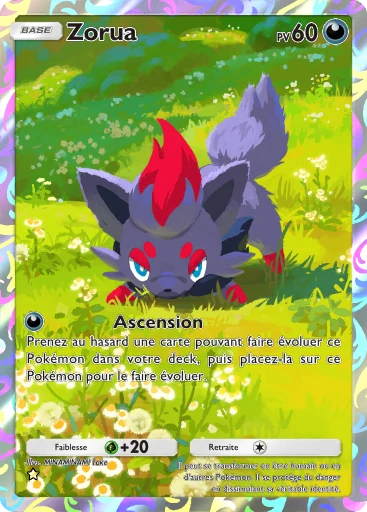 BASE Zorua PV 60
Ascension
Prenez au hasard une carte pouvant faire évoluer ce
Pokémon dans votre deck, puis placez-la sur ce
Pokémon pour le faire évoluer.
Faiblesse +20 Retraite
Illus. MINAMINAMI Take
Il peut se transformer en être humain ou en
d'autres Pokémon. Il se protège du danger
en dissimulant sa véritable identité.